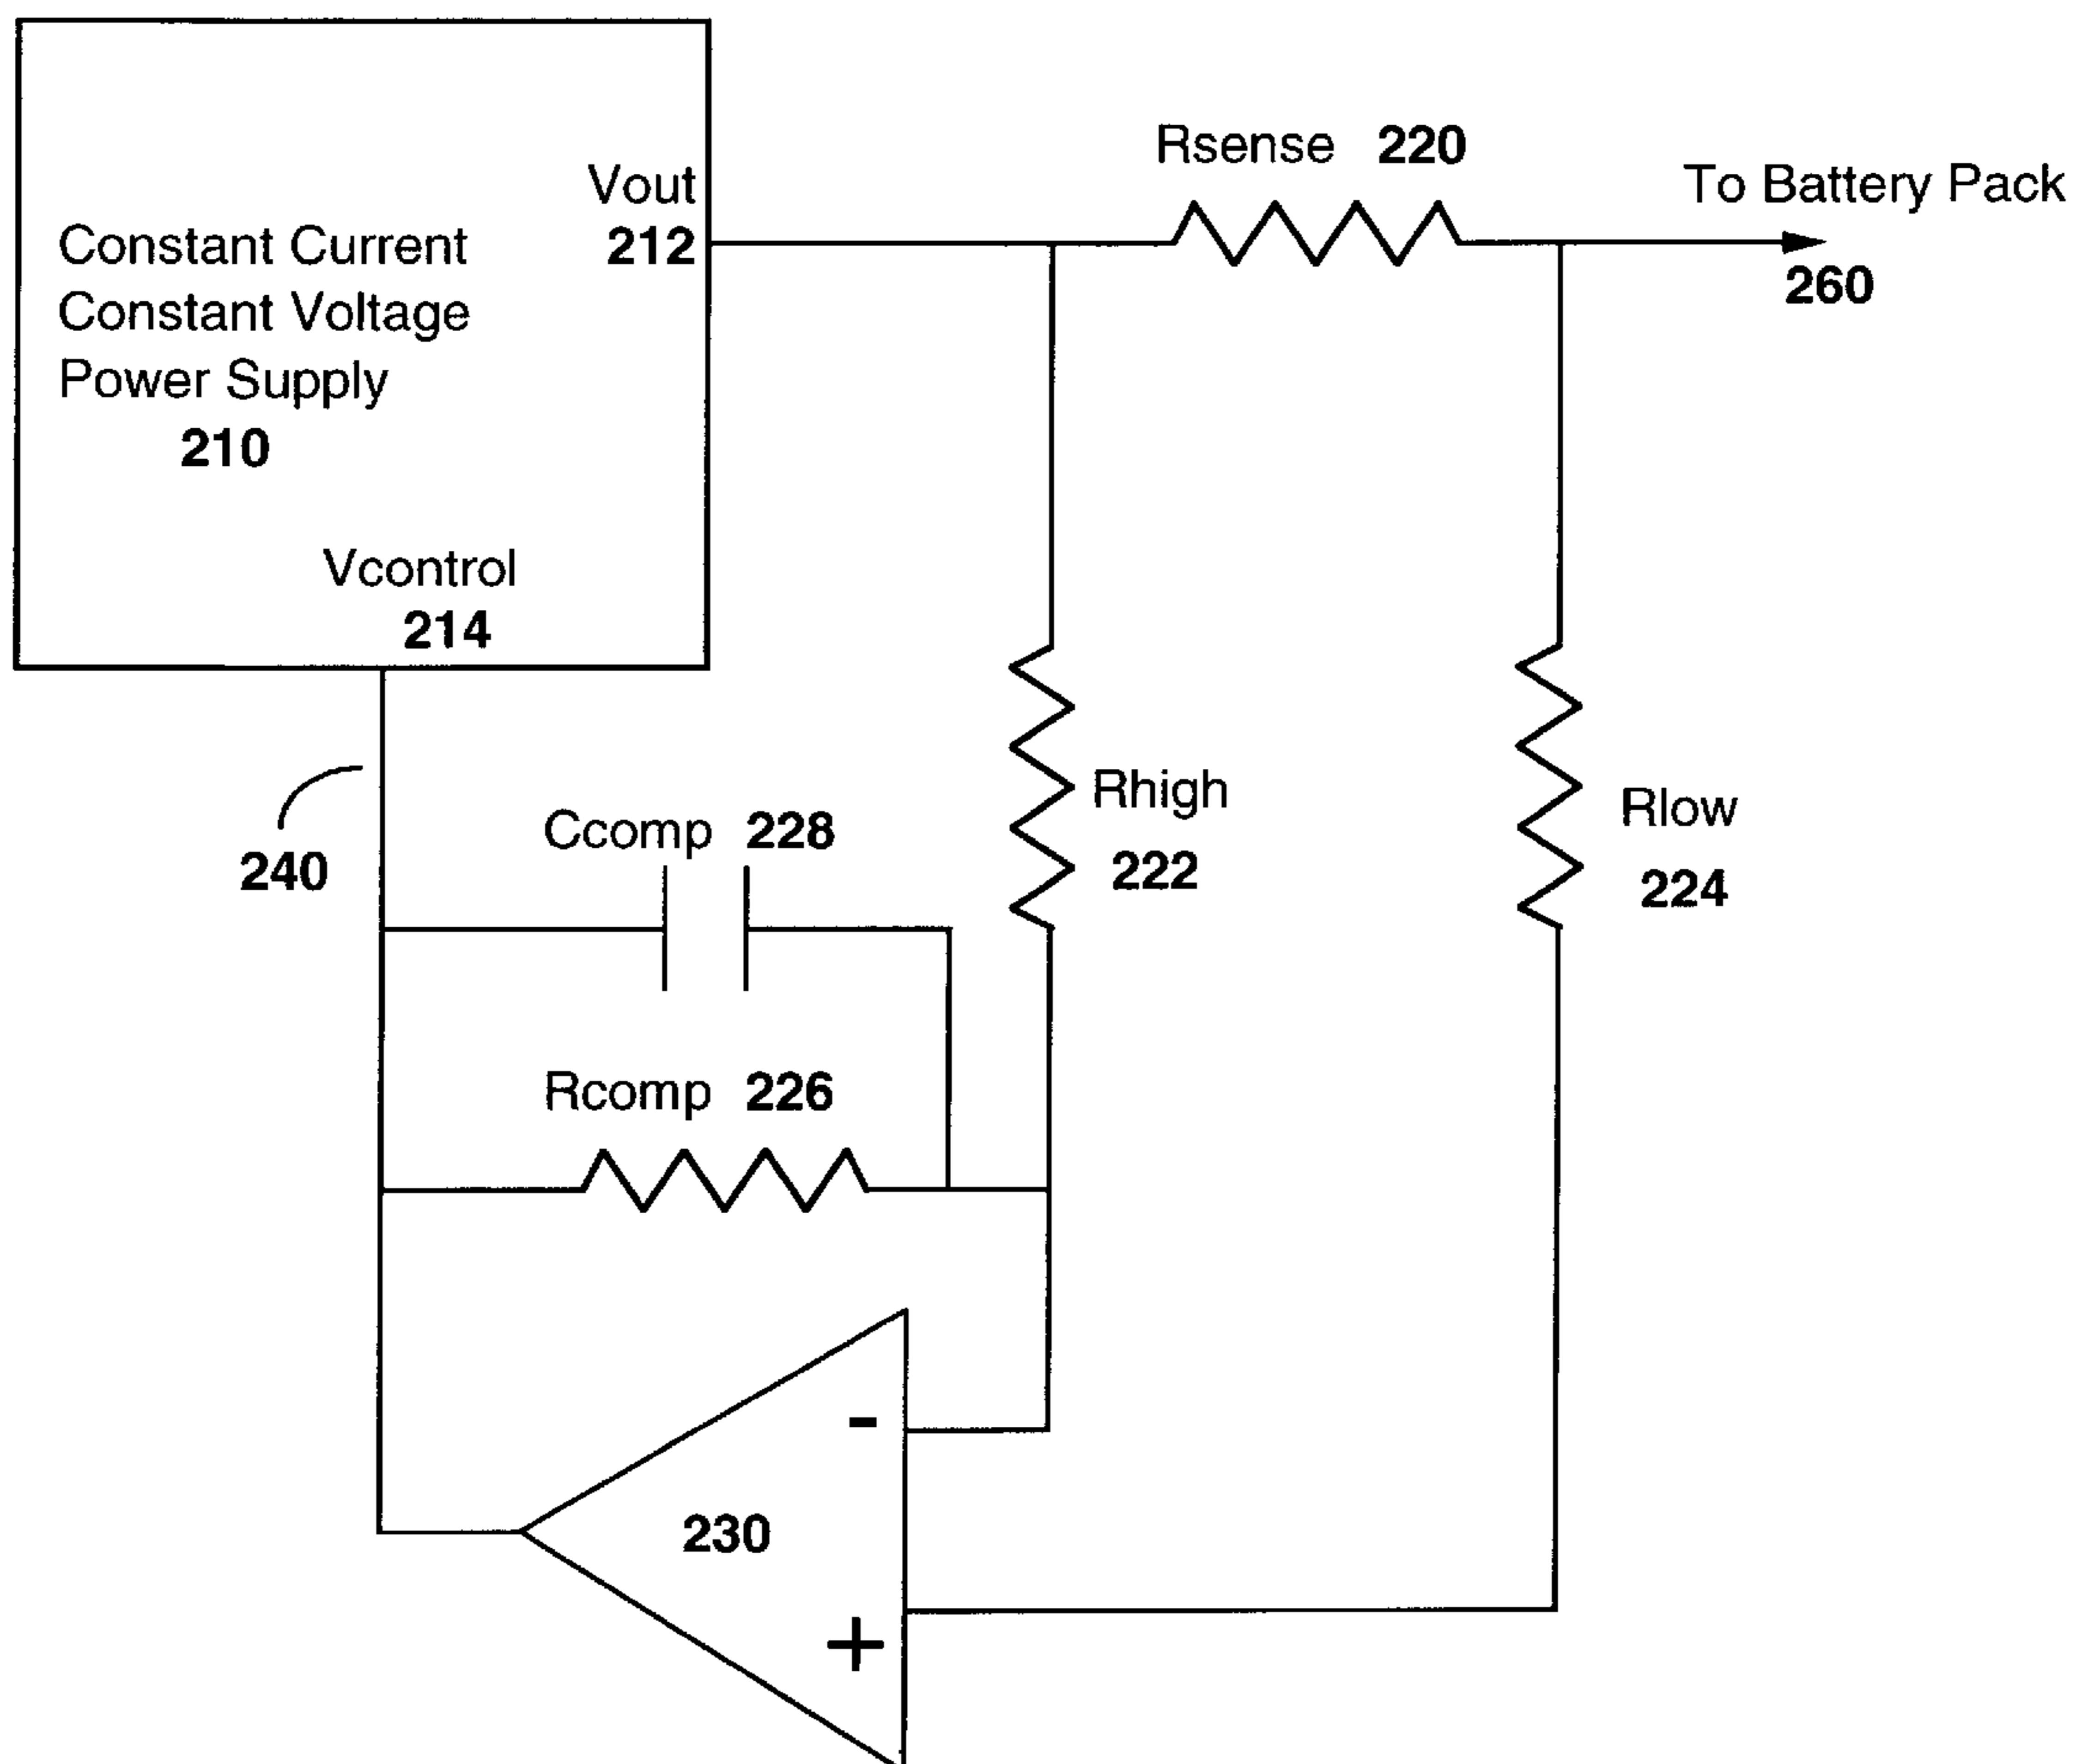 Rsense 220
To Battery Pack
260
Vout
212
Constant Current
Constant Voltage
Power Supply
210
Vcontrol
214
240
Ccomp 228
Rhigh
222
Rlow
224
Rcomp 226
-
230
+